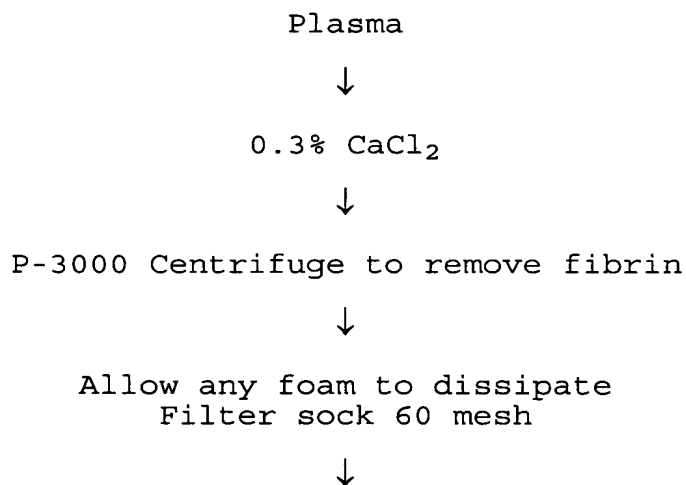 Plasma
↓
0.3% CaCl₂
↓
P-3000 Centrifuge to remove fibrin
↓
Allow any foam to dissipate
Filter sock 60 mesh
↓